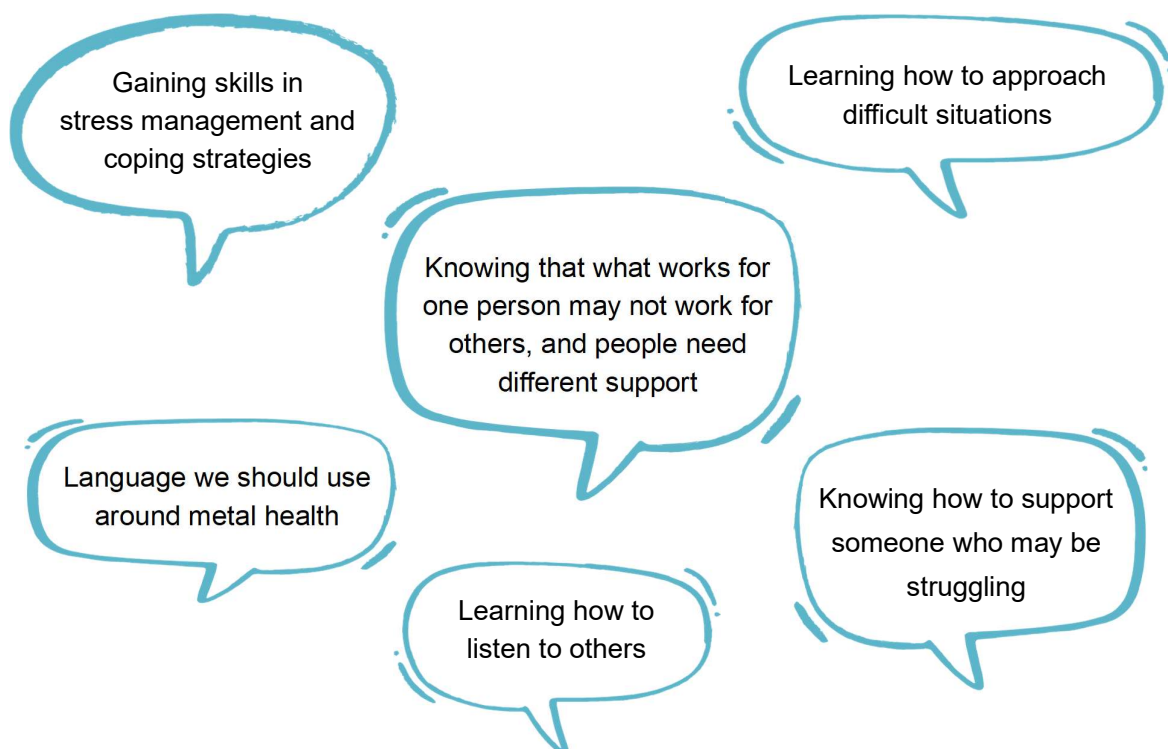 Gaining skills in
stress management and
coping strategies
Learning how to approach
difficult situations
Knowing that what works for
one person may not work for
others, and people need
different support
Language we should use
around metal health
Knowing how to support
someone who may be
struggling
Learning how to
listen to others